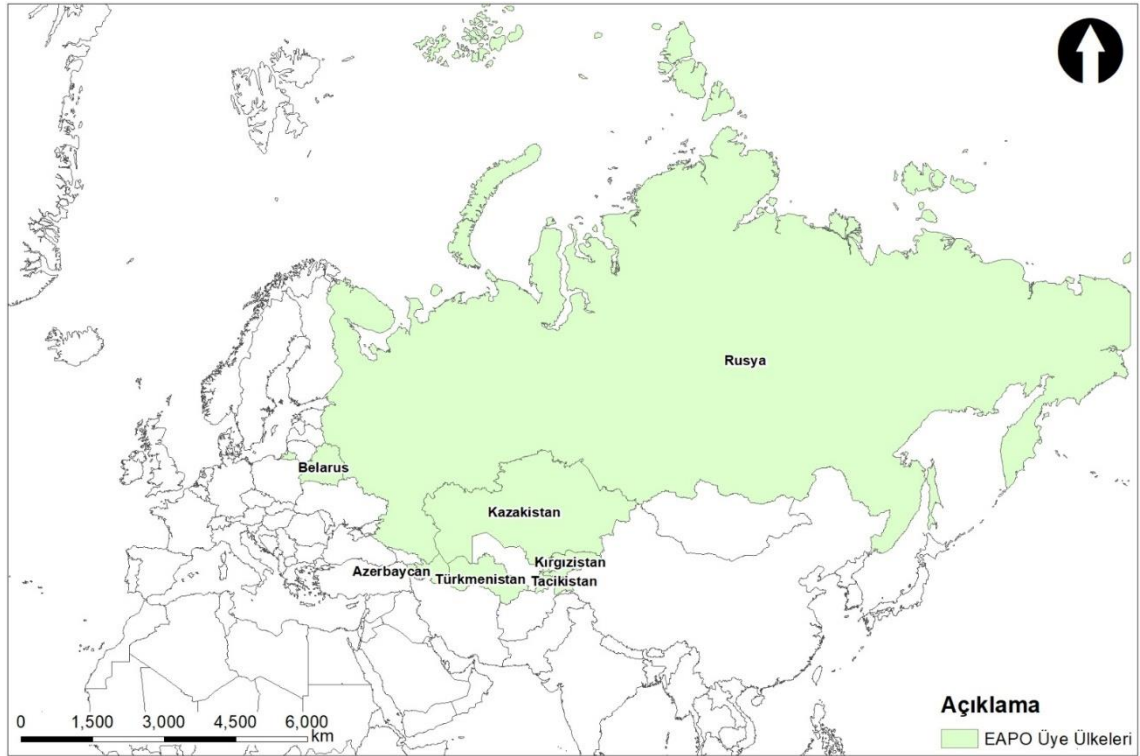 Rusya
Belarus
Kazakistan
Kırgızistan
Azerbaycan
Türkmenistan
Tacikistan
Açıklama
EAPO Üye Ülkeleri
0 1,500 3,000 4,500 6,000
km